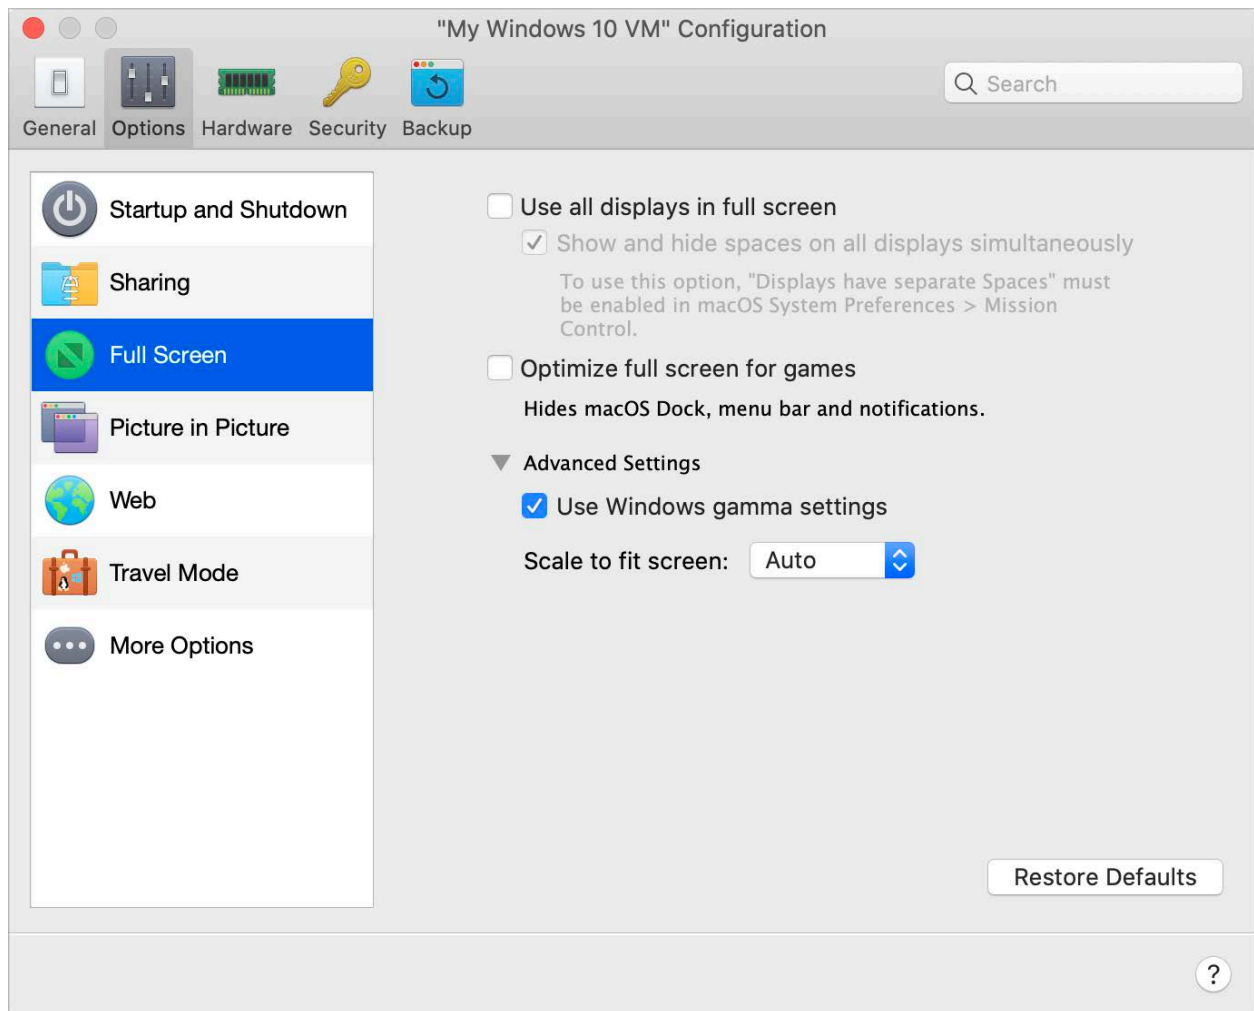 "My Windows 10 VM" Configuration
General Options Hardware Security Backup
Search
Startup and Shutdown
Sharing
Full Screen
Picture in Picture
Web
Travel Mode
More Options
Use all displays in full screen
Show and hide spaces on all displays simultaneously
To use this option, "Displays have separate Spaces" must
be enabled in macOS System Preferences > Mission
Control.
Optimize full screen for games
Hides macOS Dock, menu bar and notifications.
Advanced Settings
Use Windows gamma settings
Scale to fit screen: Auto
Restore Defaults
?